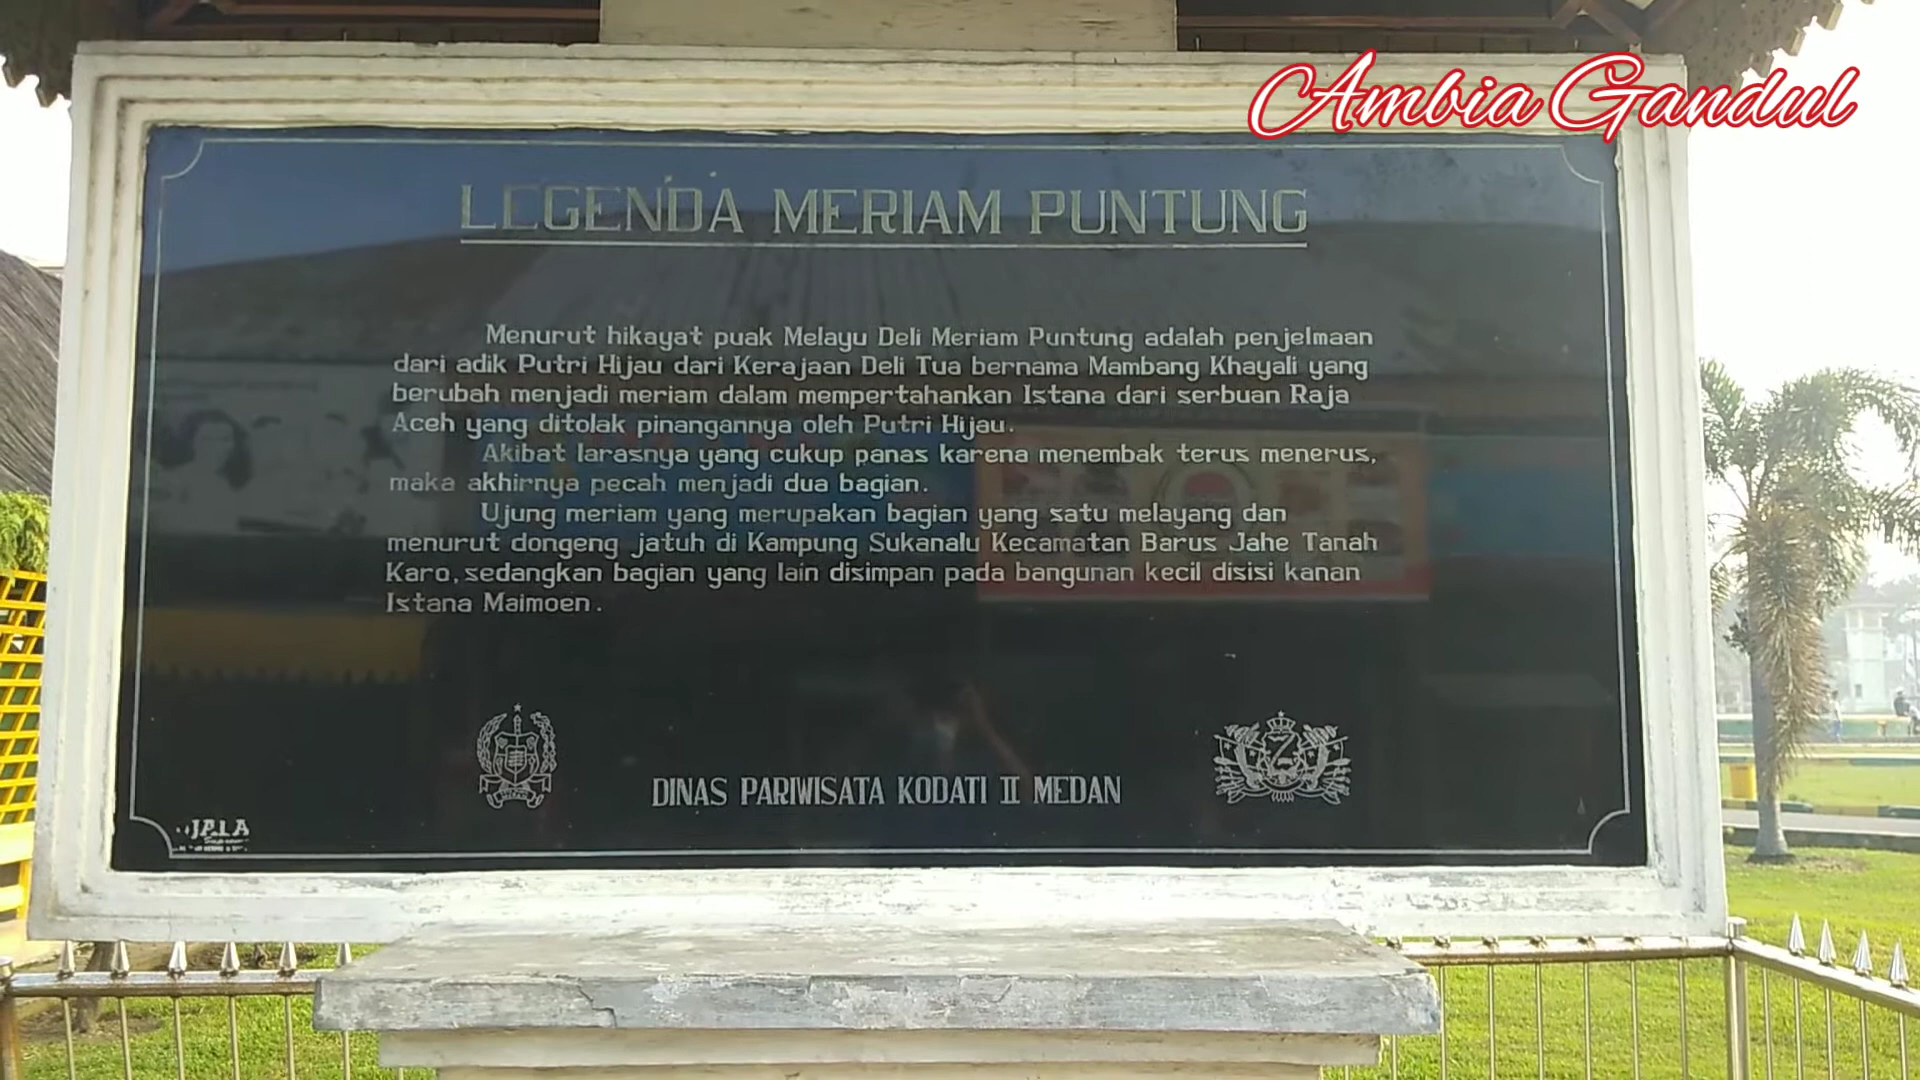 Ambia Gandul
LEGENDA MERIAM PUNTUNG
Menurut hikayat puak Melayu Deli Meriam Puntung adalah penjelmaan
dari adik Putri Hijau dari Kerajaan Deli Tua bernama Mambang Khayali yang
berubah menjadi meriam dalam mempertahankan Istana dari serbuan Raja
Aceh yang ditolak pinangannya oleh Putri Hijau.
Akibat larasnya yang cukup panas karena menembak terus menerus,
maka akhirnya pecah menjadi dua bagian.
Ujung meriam yang merupakan bagian yang satu melayang dan
menurut dongeng jatuh di Kampung Sukanalu Kecamatan Barus Jahe Tanah
Karo, sedangkan bagian yang lain disimpan pada bangunan kecil disisi kanan
Istana Maimoen.
DINAS PARIWISATA KODATI II MEDAN
JALA